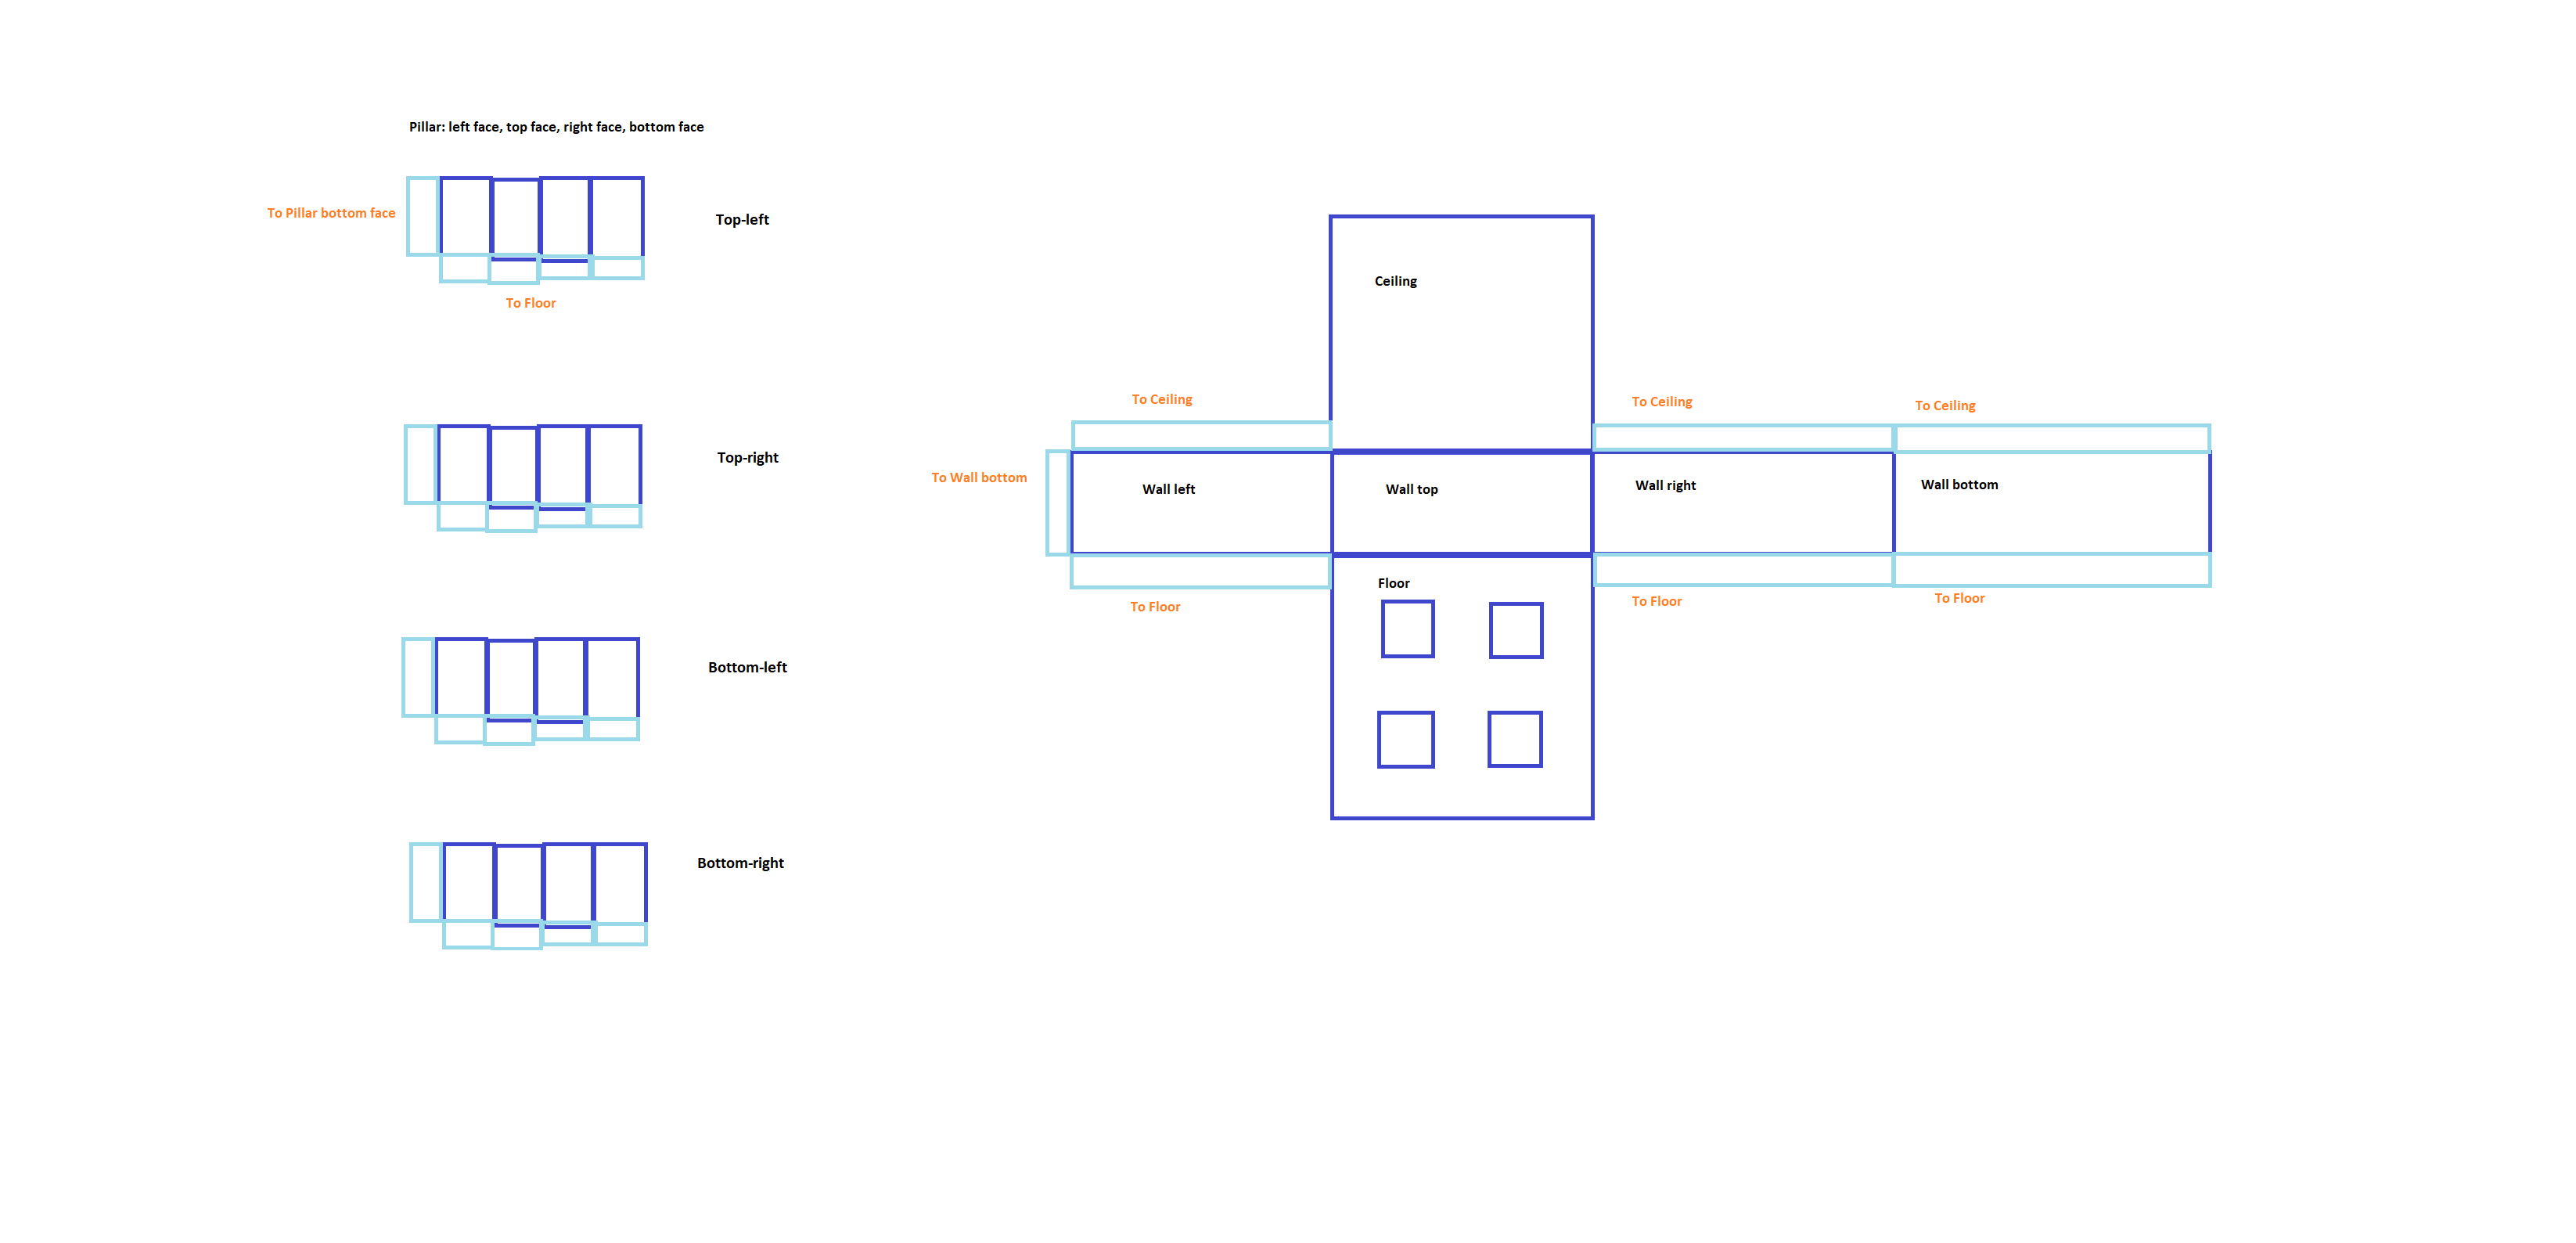 Pillar: left face, top face, right face, bottom face
To Pillar bottom face
Top-left
To Floor
Top-right
Bottom-left
Bottom-right
Ceiling
To Ceiling
To Ceiling
To Ceiling
To Wall bottom
Wall left
Wall top
Wall right
Wall bottom
Floor
To Floor
To Floor
To Floor